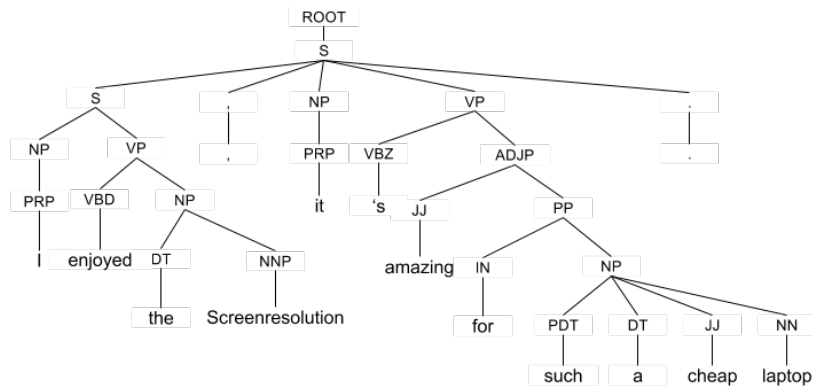 ROOT
S
S , NP VP .
NP VP , PRP VBZ ADJP .
PRP VBD NP it 's JJ PP
I enjoyed DT NNP amazing IN NP
the Screenresolution for PDT DT JJ NN
such a cheap laptop